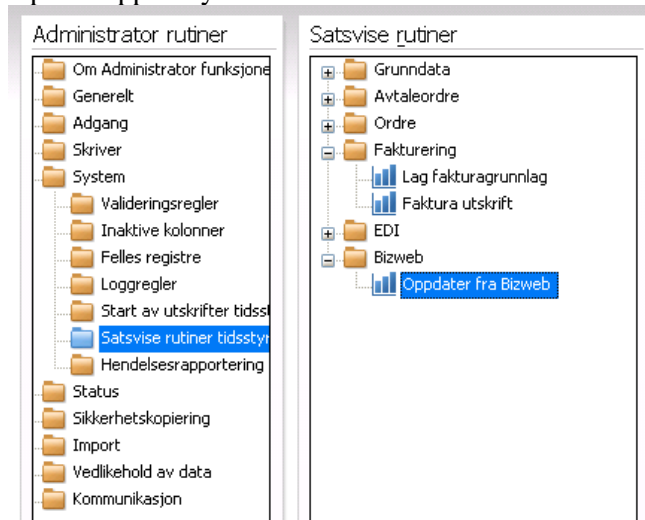 Administrator rutiner
Om Administrator funksjone
Generelt
Adgang
Skriver
System
Valideringsregler
Inaktive kolonner
Felles registre
Loggregler
Start av utskrifter tidsst
Satsvise rutiner tidsstyr
Hendelsesrapportering
Status
Sikkerhetskopiering
Import
Vedlikehold av data
Kommunikasjon
Satsvise rutiner
Grunndata
Avtaleordre
Ordre
Fakturering
Lag fakturagrunnlag
Faktura utskrift
EDI
Bizweb
Oppdater fra Bizweb